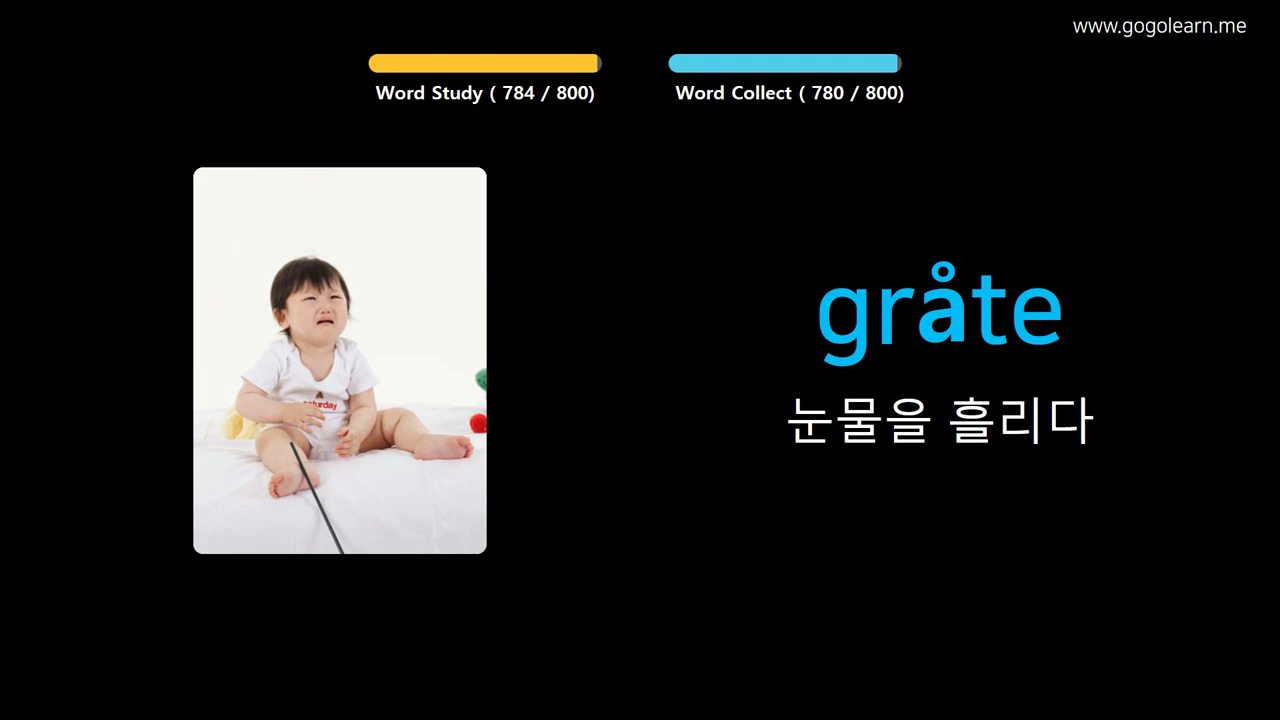 www.gogolearn.me
Word Study ( 784 / 800)
Word Collect ( 780 / 800)
gråte
눈물을 흘리다